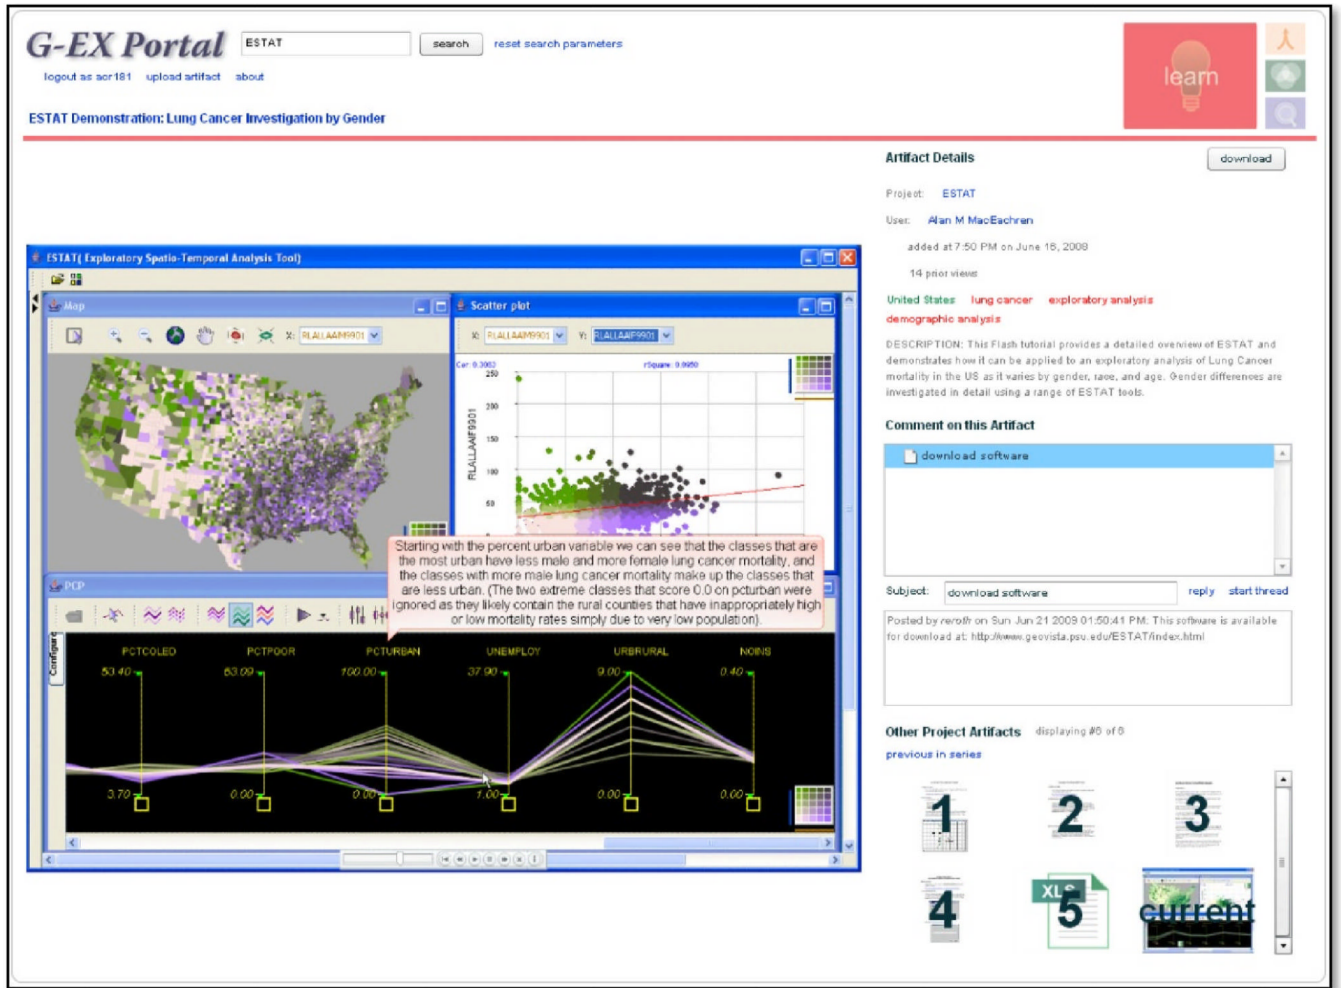 G-EX Portal
ESTAT
search
reset search parameters
logout as acr181 upload artifact about
learn
ESTAT Demonstration: Lung Cancer Investigation by Gender
Artifact Details
download
Project: ESTAT
User: Alan M MacEachren
added at 7:50 PM on June 16, 2008
14 prior views
United States lung cancer exploratory analysis
demographic analysis
DESCRIPTION: This Flash tutorial provides a detailed overview of ESTAT and
demonstrates how it can be applied to an exploratory analysis of Lung Cancer
mortality in the US as it varies by gender, race, and age. Gender differences are
investigated in detail using a range of ESTAT tools.
Comment on this Artifact
download software
Subject: download software reply start thread
Posted by reroth on Sun Jun 21 2009 01:50:41 PM: This software is available
for download at: http://www.geovista.psu.edu/ESTAT/index.html
Other Project Artifacts displaying #6 of 6
previous in series
1 2 3
4 XLS 5 current
ESTAT( Exploratory Spatio-Temporal Analysis Tool)
Map
X: RLALLAAM9901
Scatter plot
X: RLALLAAM9901 Y: RLALLAAIF9901
rSquare: 0.0950
250
200
150
100
50
RLALLAAIF9901
Starting with the percent urban variable we can see that the classes that are
the most urban have less male and more female lung cancer mortality, and
the classes with more male lung cancer mortality make up the classes that
are less urban. (The two extreme classes that score 0.0 on pcturban were
ignored as they likely contain the rural counties that have inappropriately high
or low mortality rates simply due to very low population).
PCP
Configure
PCTCOLED PCTPOOR PCTURBAN UNEMPLOY URBRURAL NOINS
53.40 63.09 100.00 37.90 9.00 0.40
3.70 0.00 0.00 1.00 0.00 0.00